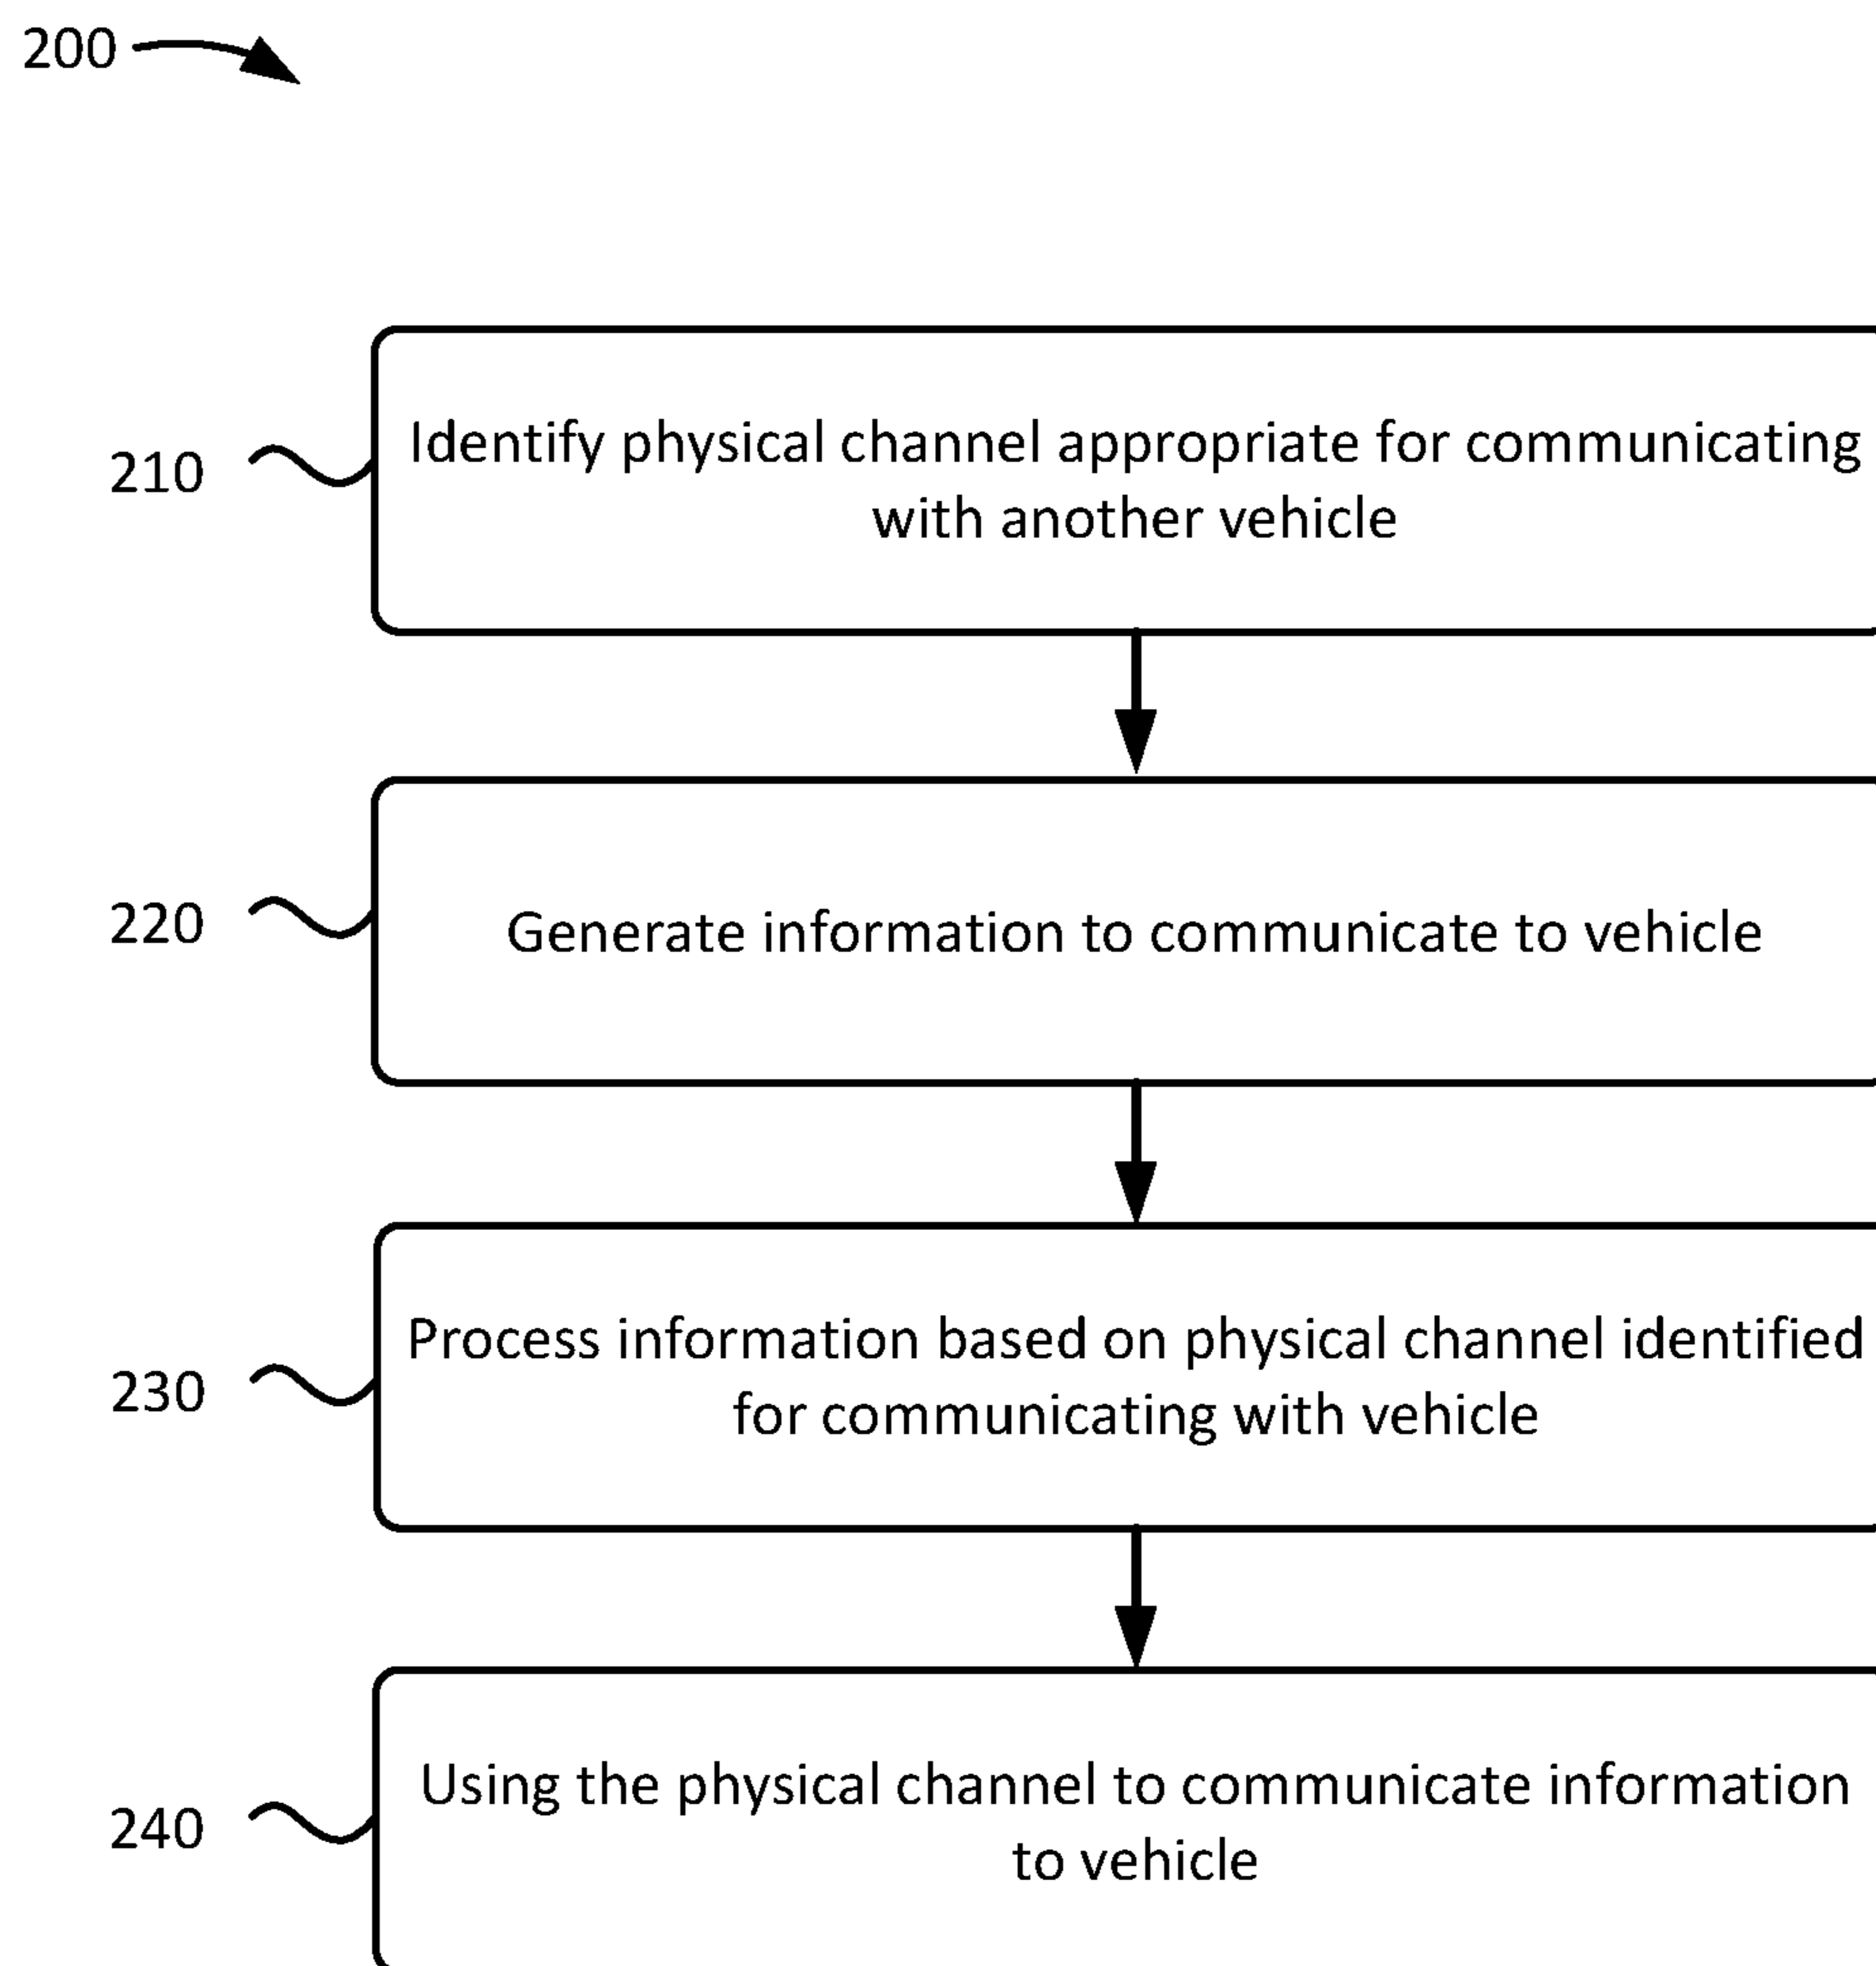 200
210
Identify physical channel appropriate for communicating
with another vehicle
220
Generate information to communicate to vehicle
230
Process information based on physical channel identified
for communicating with vehicle
240
Using the physical channel to communicate information
to vehicle